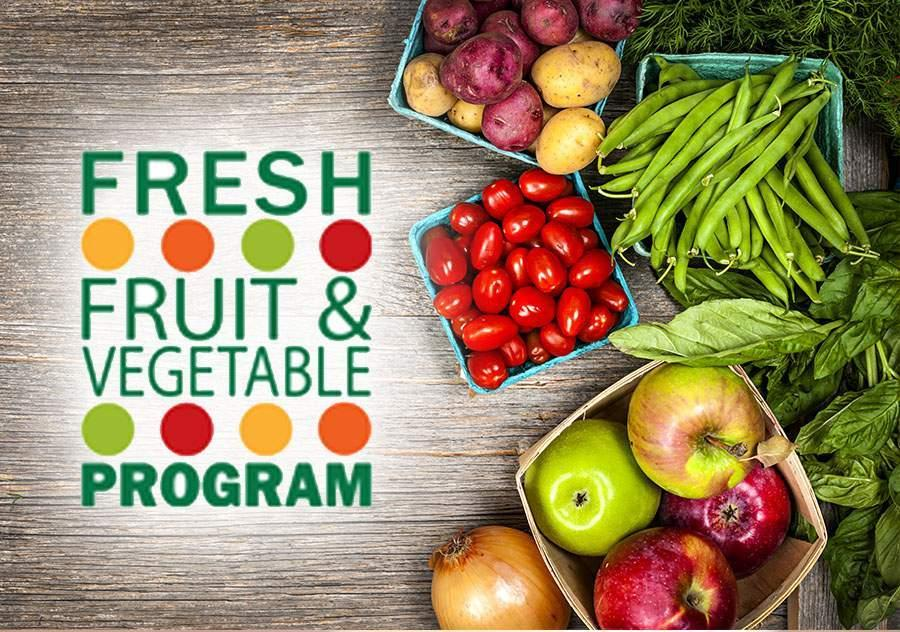 FRESH
FRUIT &
VEGETABLE
PROGRAM